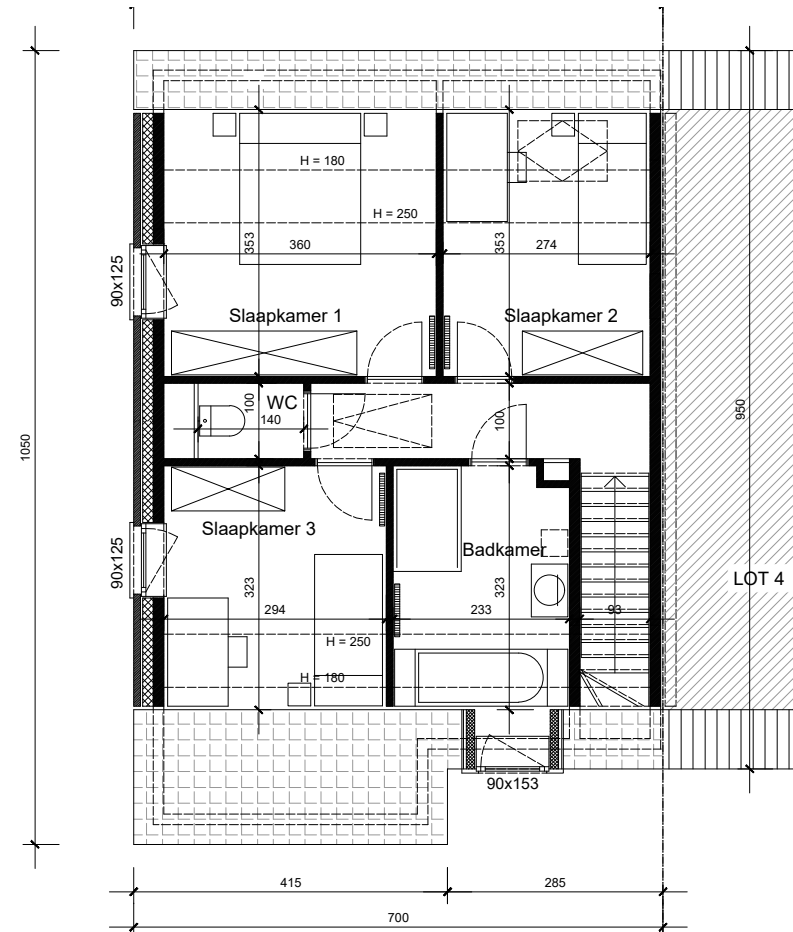 H = 180
H = 250
353
353
360
274
90x125
Slaapkamer 1
Slaapkamer 2
WC
100
140
100
1050
950
Slaapkamer 3
Badkamer
90x125
LOT 4
323
323
294
233
93
H = 250
H = 180
90x153
415
285
700